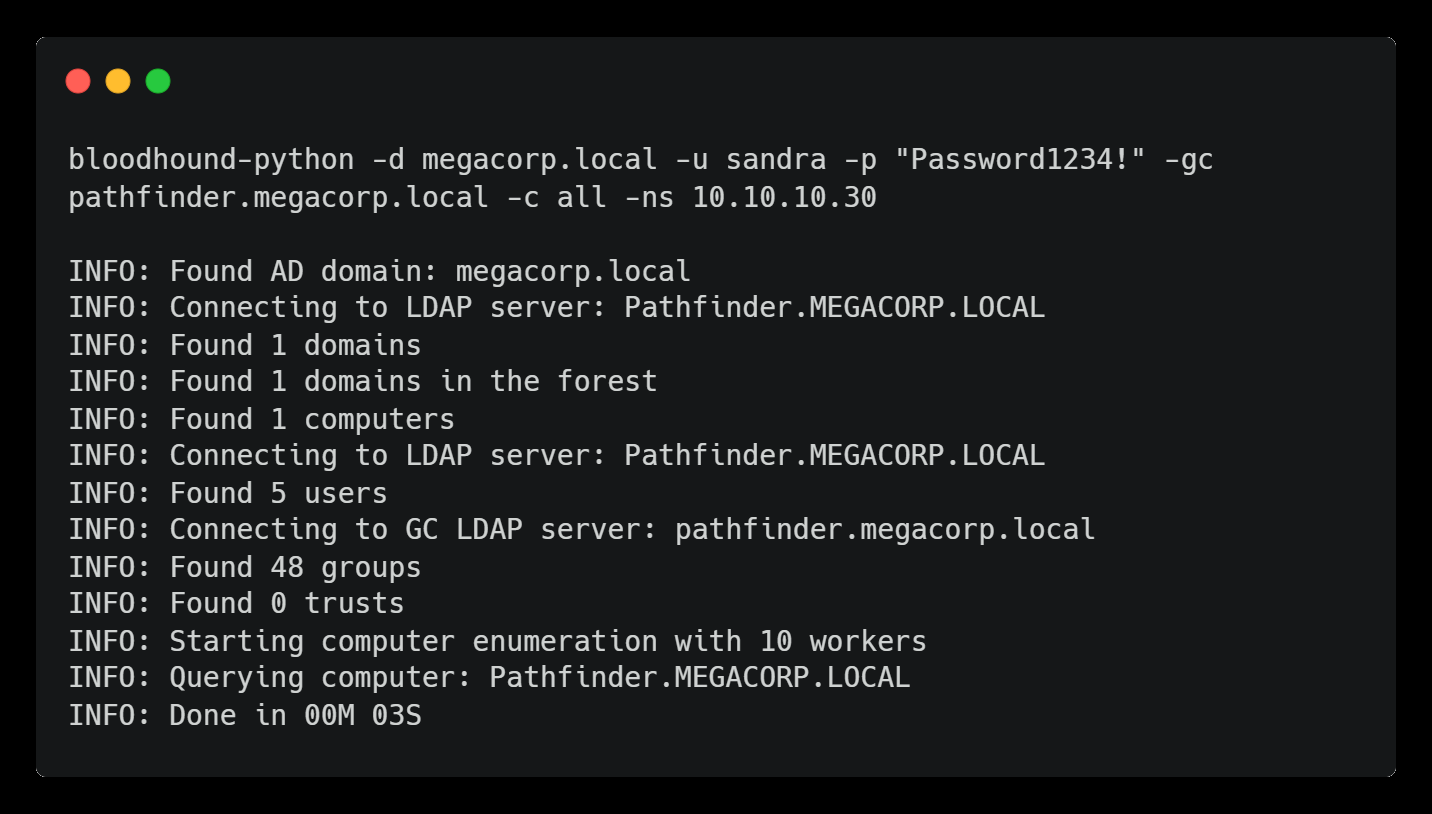 bloodhound-python -d megacorp.local -u sandra -p "Password1234!" -gc
pathfinder.megacorp.local -c all -ns 10.10.10.30
INFO: Found AD domain: megacorp.local
INFO: Connecting to LDAP server: Pathfinder.MEGACORP.LOCAL
INFO: Found 1 domains
INFO: Found 1 domains in the forest
INFO: Found 1 computers
INFO: Connecting to LDAP server: Pathfinder.MEGACORP.LOCAL
INFO: Found 5 users
INFO: Connecting to GC LDAP server: pathfinder.megacorp.local
INFO: Found 48 groups
INFO: Found 0 trusts
INFO: Starting computer enumeration with 10 workers
INFO: Querying computer: Pathfinder.MEGACORP.LOCAL
INFO: Done in 00M 03S